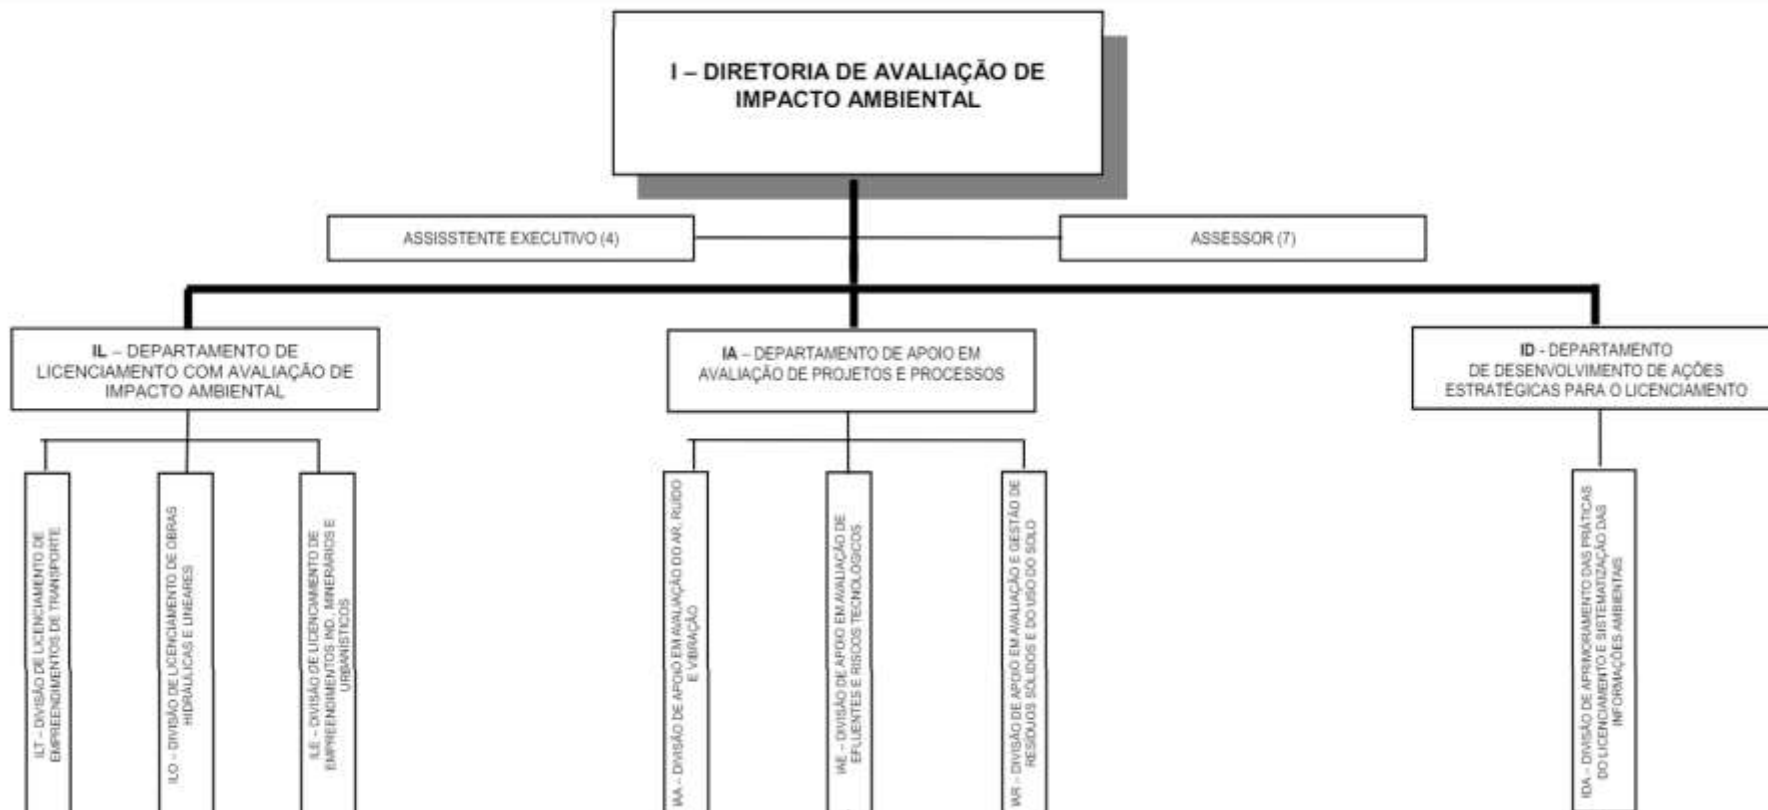 I – DIRETORIA DE AVALIAÇÃO DE
IMPACTO AMBIENTAL
ASSISSTENTE EXECUTIVO (4)
ASSESSOR (7)
IL – DEPARTAMENTO DE
LICENCIAMENTO COM AVALIAÇÃO DE
IMPACTO AMBIENTAL
IA – DEPARTAMENTO DE APOIO EM
AVALIAÇÃO DE PROJETOS E PROCESSOS
ID - DEPARTAMENTO
DE DESENVOLVIMENTO DE AÇÕES
ESTRATÉGICAS PARA O LICENCIAMENTO
ILT – DIVISÃO DE LICENCIAMENTO DE
EMPREENDIMENTOS DE TRANSPORTE
ILO – DIVISÃO DE LICENCIAMENTO DE OBRAS
HIDRÁULICAS E LINEARES
ILE – DIVISÃO DE LICENCIAMENTO DE
EMPREENDIMENTOS IND. MINERÁRIOS E
URBANÍSTICOS
IAA – DIVISÃO DE APOIO EM AVALIAÇÃO DO AR, RUÍDO
E VIBRAÇÃO
IAE – DIVISÃO DE APOIO EM AVALIAÇÃO DE
EFLUENTES E RISCOS TECNOLÓGICOS
IAR – DIVISÃO DE APOIO EM AVALIAÇÃO E GESTÃO DE
RESÍDUOS SÓLIDOS E DO USO DO SOLO
IDA – DIVISÃO DE APRIMORAMENTO DAS PRÁTICAS
DO LICENCIAMENTO E SISTEMATIZAÇÃO DAS
INFORMAÇÕES AMBIENTAIS